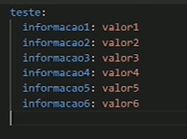 teste:
  informacao1: valor1
  informacao2: valor2
  informacao3: valor3
  informacao4: valor4
  informacao5: valor5
  informacao6: valor6